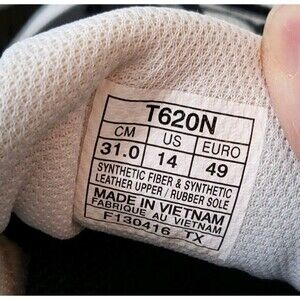 T620N
CM US EURO
31.0 14 49
SYNTHETIC FIBER & SYNTHETIC
LEATHER UPPER / RUBBER SOLE
MADE IN VIETNAM
FABRIQUE AU VIETNAM
F130416 TX